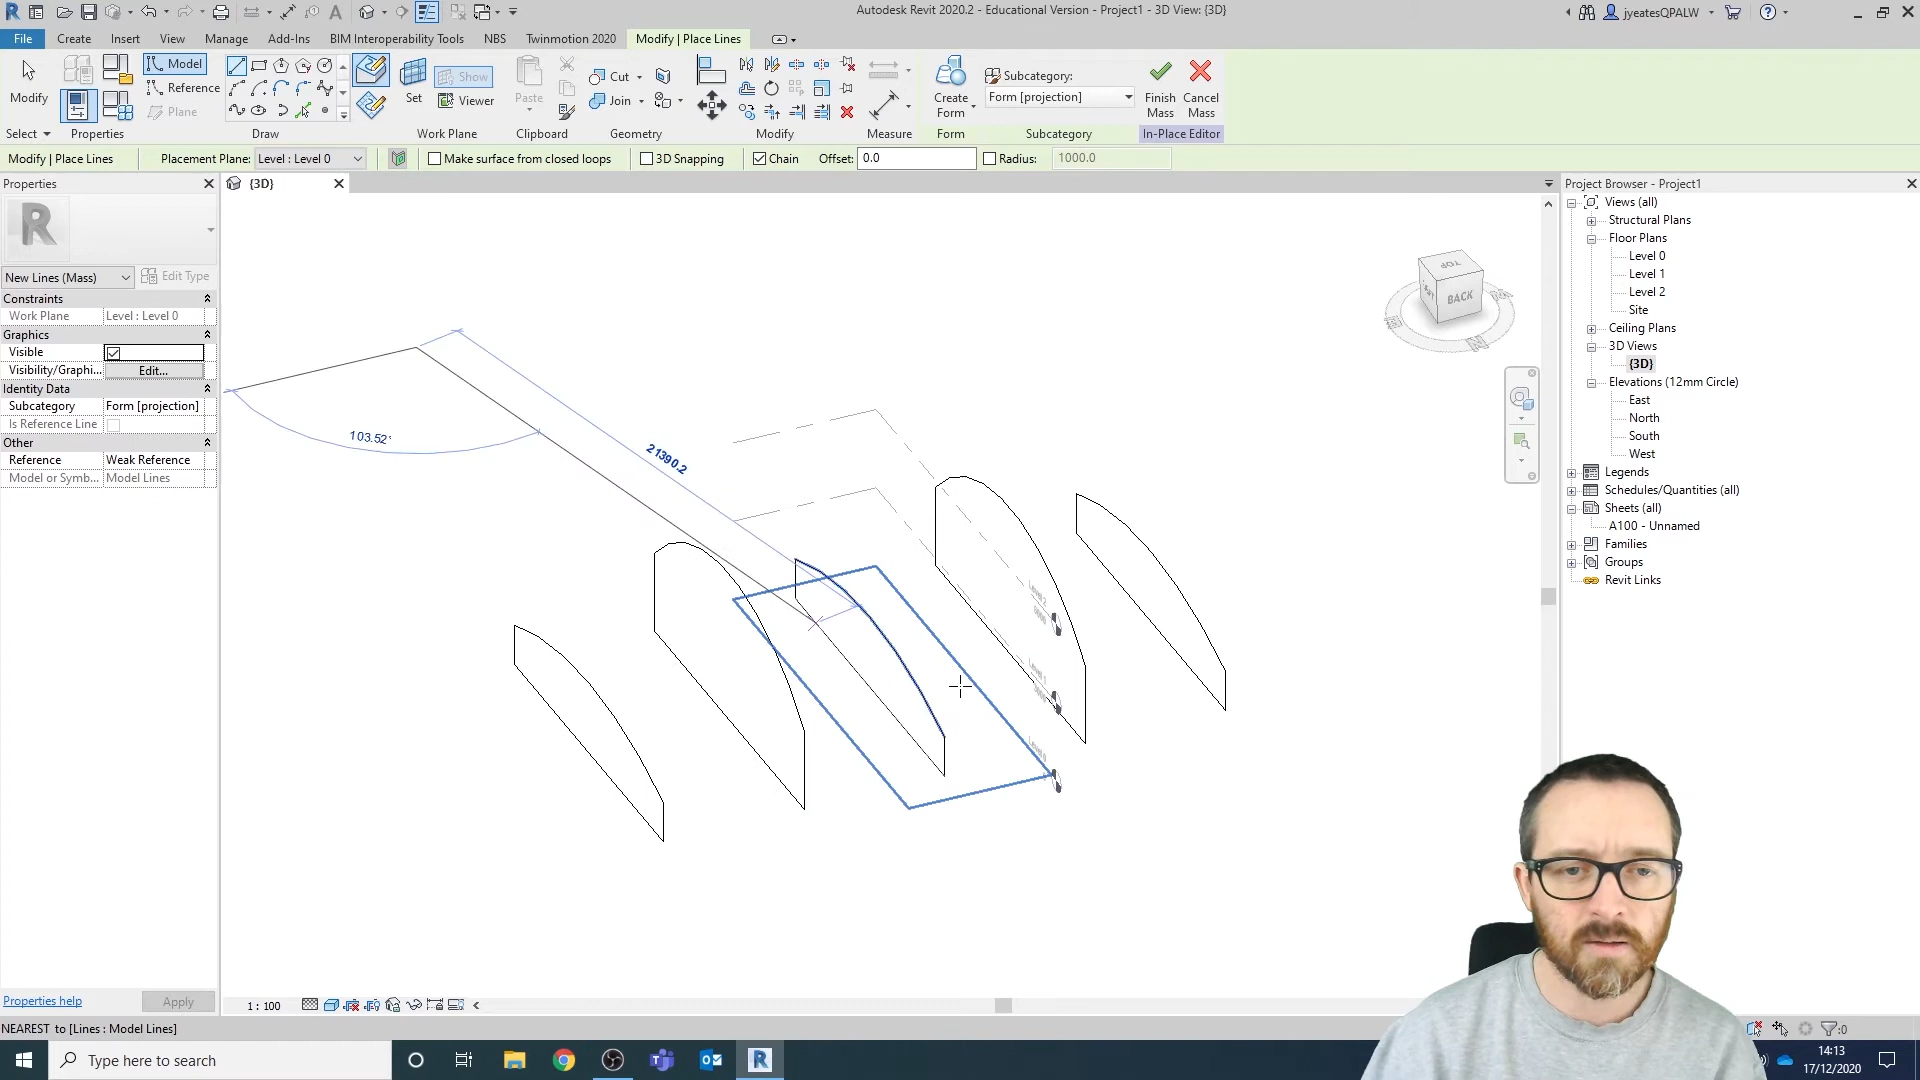 Autodesk Revit 2020.2 - Educational Version - Project1 - 3D View: {3D}
jyeatesQPALW
File Create Insert View Manage Add-Ins BIM Interoperability Tools NBS Twinmotion 2020 Modify | Place Lines
Model Show Cut Subcategory:
Modify Reference Set Viewer Paste Join Create Form Form [projection] Finish Mass Cancel Mass
Plane
Select Properties Draw Work Plane Clipboard Geometry Modify Measure Form Subcategory In-Place Editor
Modify | Place Lines Placement Plane: Level : Level 0 Make surface from closed loops 3D Snapping Chain Offset: 0.0 Radius: 1000.0
Properties
{3D}
New Lines (Mass) Edit Type
Constraints
Work Plane Level : Level 0
Graphics
Visible
Visibility/Graphi... Edit...
Identity Data
Subcategory Form [projection]
Is Reference Line
Other
Reference Weak Reference
Model or Symb... Model Lines
Properties help Apply
103.52°
21390.2
Level 2
Level 1
Level 0
TOP
BACK
Project Browser - Project1
Views (all)
Structural Plans
Floor Plans
Level 0
Level 1
Level 2
Site
Ceiling Plans
3D Views
{3D}
Elevations (12mm Circle)
East
North
South
West
Legends
Schedules/Quantities (all)
Sheets (all)
A100 - Unnamed
Families
Groups
Revit Links
1 : 100
NEAREST to [Lines : Model Lines]
:0
Type here to search
14:13
17/12/2020